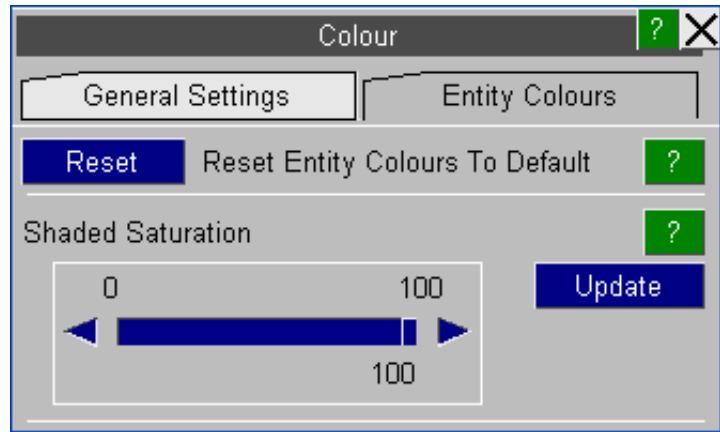 Colour ?
General Settings Entity Colours
Reset Reset Entity Colours To Default ?
Shaded Saturation ?
0 100 Update
100